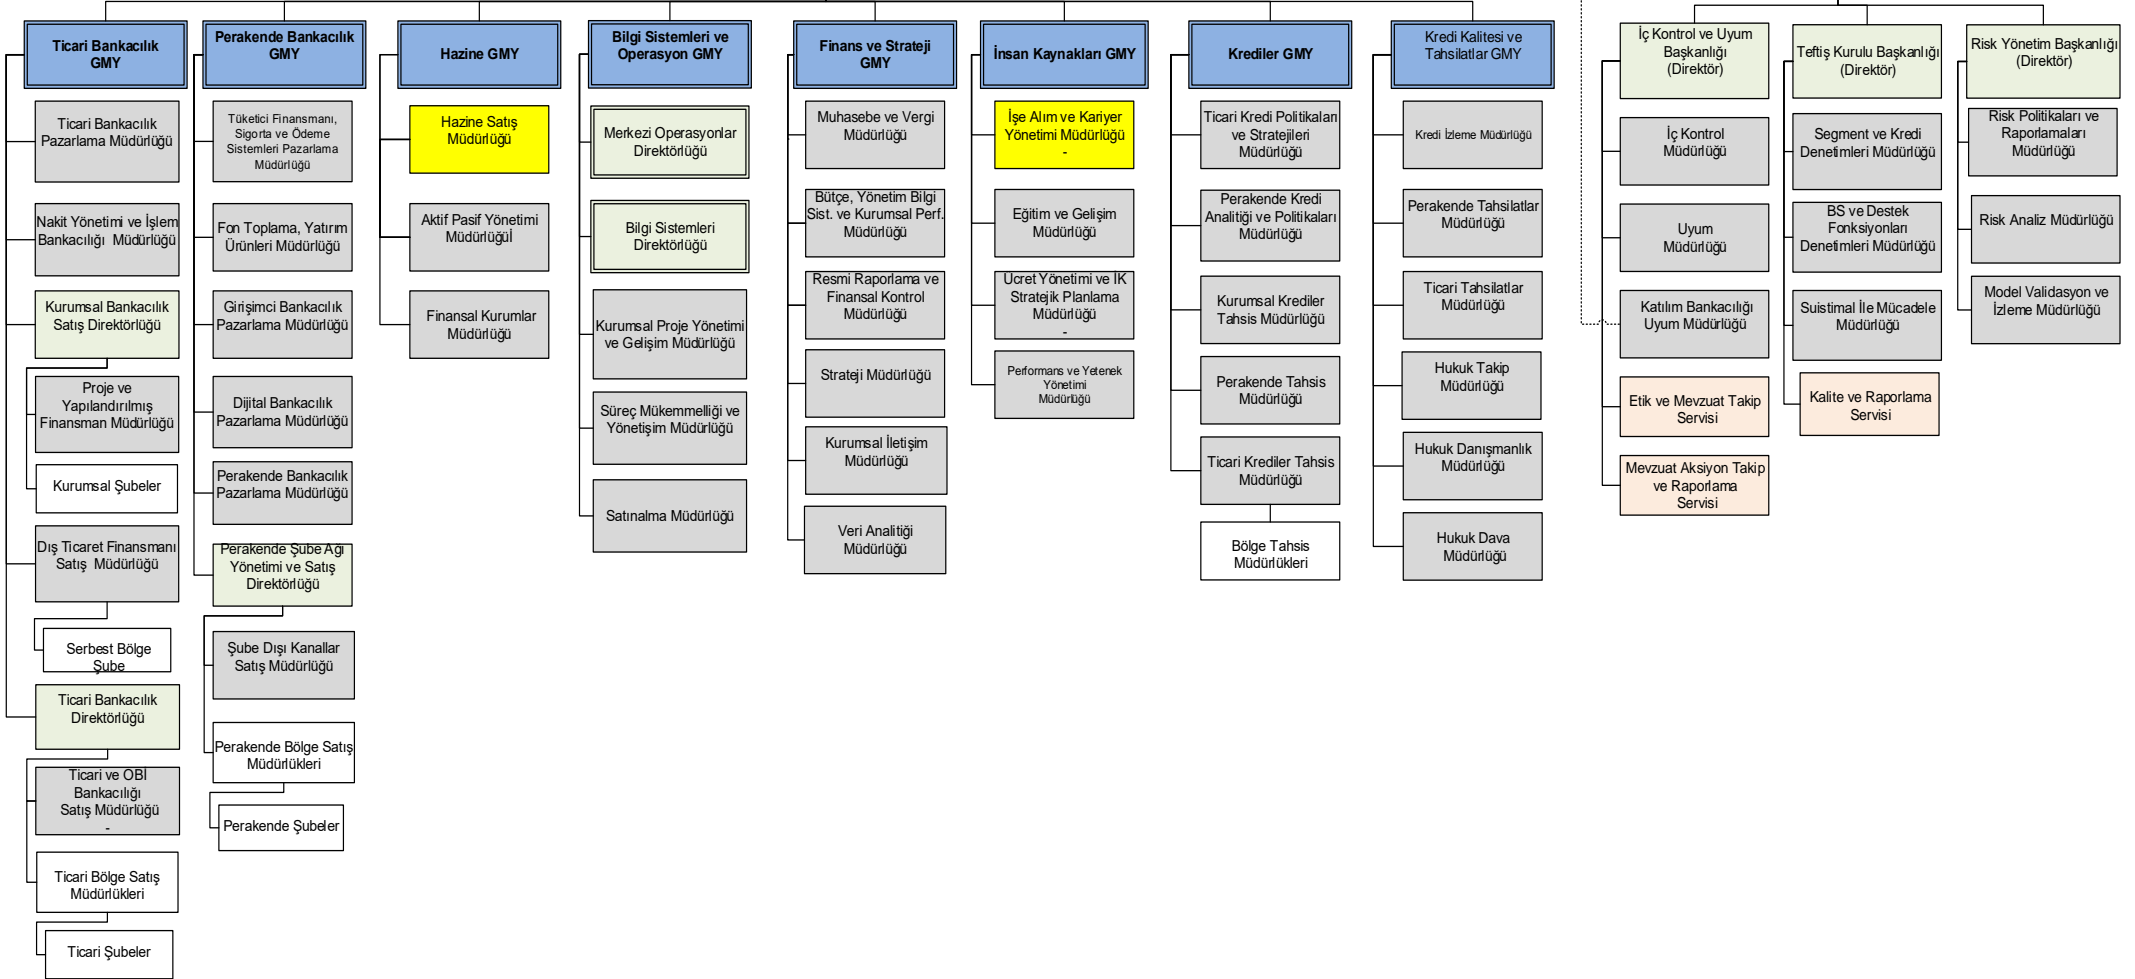 Ticari Bankacılık
GMY
Ticari Bankacılık
Pazarlama Müdürlüğü
Nakit Yönetimi ve İşlem
Bankacılığı  Müdürlüğü
Kurumsal Bankacılık
Satış Direktörlüğü
Proje ve
Yapılandırılmış
Finansman Müdürlüğü
Kurumsal Şubeler
Dış Ticaret Finansmanı
Satış  Müdürlüğü
Serbest Bölge
Şube
Ticari Bankacılık
Direktörlüğü
Ticari ve OBİ
Bankacılığı
Satış Müdürlüğü
-
Ticari Bölge Satış
Müdürlükleri
Ticari Şubeler
Perakende Bankacılık
GMY
Tüketici Finansmanı,
Sigorta ve Ödeme
Sistemleri Pazarlama
Müdürlüğü
Fon Toplama, Yatırım
Ürünleri Müdürlüğü
Girişimci Bankacılık
Pazarlama Müdürlüğü
Dijital Bankacılık
Pazarlama Müdürlüğü
Perakende Bankacılık
Pazarlama Müdürlüğü
Perakende Şube Ağı
Yönetimi ve Satış
Direktörlüğü
Şube Dışı Kanallar
Satış Müdürlüğü
Perakende Bölge Satış
Müdürlükleri
Perakende Şubeler
Hazine GMY
Hazine Satış
Müdürlüğü
Aktif Pasif Yönetimi
Müdürlüğüİ
Finansal Kurumlar
Müdürlüğü
Bilgi Sistemleri ve
Operasyon GMY
Merkezi Operasyonlar
Direktörlüğü
Bilgi Sistemleri
Direktörlüğü
Kurumsal Proje Yönetimi
ve Gelişim Müdürlüğü
Süreç Mükemmelliği ve
Yönetişim Müdürlüğü
Satınalma Müdürlüğü
Finans ve Strateji
GMY
Muhasebe ve Vergi
Müdürlüğü
Bütçe, Yönetim Bilgi
Sist. ve Kurumsal Perf.
Müdürlüğü
Resmi Raporlama ve
Finansal Kontrol
Müdürlüğü
Strateji Müdürlüğü
Kurumsal İletişim
Müdürlüğü
Veri Analitiği
Müdürlüğü
İnsan Kaynakları GMY
İşe Alım ve Kariyer
Yönetimi Müdürlüğü
-
Eğitim ve Gelişim
Müdürlüğü
Ücret Yönetimi ve İK
Stratejik Planlama
Müdürlüğü
-
Performans ve Yetenek
Yönetimi
Müdürlüğü
Krediler GMY
Ticari Kredi Politikaları
ve Stratejileri
Müdürlüğü
Perakende Kredi
Analitiği ve Politikaları
Müdürlüğü
Kurumsal Krediler
Tahsis Müdürlüğü
Perakende Tahsis
Müdürlüğü
Ticari Krediler Tahsis
Müdürlüğü
Bölge Tahsis
Müdürlükleri
Kredi Kalitesi ve
Tahsilatlar GMY
Kredi İzleme Müdürlüğü
Perakende Tahsilatlar
Müdürlüğü
Ticari Tahsilatlar
Müdürlüğü
Hukuk Takip
Müdürlüğü
Hukuk Danışmanlık
Müdürlüğü
Hukuk Dava
Müdürlüğü
İç Kontrol ve Uyum
Başkanlığı
(Direktör)
İç Kontrol
Müdürlüğü
Uyum
Müdürlüğü
Katılım Bankacılığı
Uyum Müdürlüğü
Etik ve Mevzuat Takip
Servisi
Mevzuat Aksiyon Takip
ve Raporlama
Servisi
Teftiş Kurulu Başkanlığı
(Direktör)
Segment ve Kredi
Denetimleri Müdürlüğü
BS ve Destek
Fonksiyonları
Denetimleri Müdürlüğü
Suistimal İle Mücadele
Müdürlüğü
Kalite ve Raporlama
Servisi
Risk Yönetim Başkanlığı
(Direktör)
Risk Politikaları ve
Raporlamaları
Müdürlüğü
Risk Analiz Müdürlüğü
Model Validasyon ve
İzleme Müdürlüğü